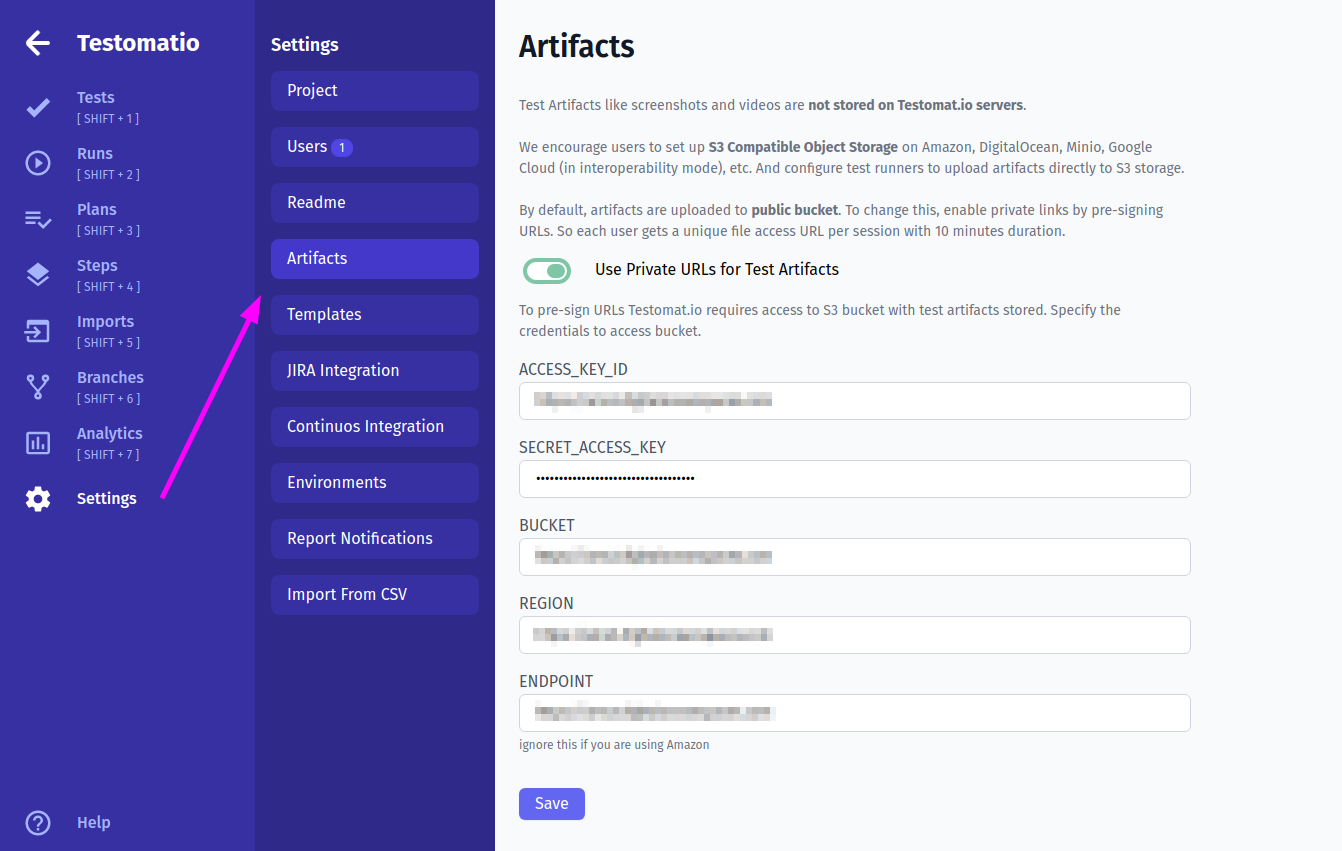 Testomatio
Tests
[ SHIFT + 1 ]
Runs
[ SHIFT + 2 ]
Plans
[ SHIFT + 3 ]
Steps
[ SHIFT + 4 ]
Imports
[ SHIFT + 5 ]
Branches
[ SHIFT + 6 ]
Analytics
[ SHIFT + 7 ]
Settings
Help
Settings
Project
Users 1
Readme
Artifacts
Templates
JIRA Integration
Continuos Integration
Environments
Report Notifications
Import From CSV
Artifacts
Test Artifacts like screenshots and videos are not stored on Testomat.io servers.
We encourage users to set up S3 Compatible Object Storage on Amazon, DigitalOcean, Minio, Google
Cloud (in interoperability mode), etc. And configure test runners to upload artifacts directly to S3 storage.
By default, artifacts are uploaded to public bucket. To change this, enable private links by pre-signing
URLs. So each user gets a unique file access URL per session with 10 minutes duration.
Use Private URLs for Test Artifacts
To pre-sign URLs Testomat.io requires access to S3 bucket with test artifacts stored. Specify the
credentials to access bucket.
ACCESS_KEY_ID
SECRET_ACCESS_KEY
BUCKET
REGION
ENDPOINT
ignore this if you are using Amazon
Save